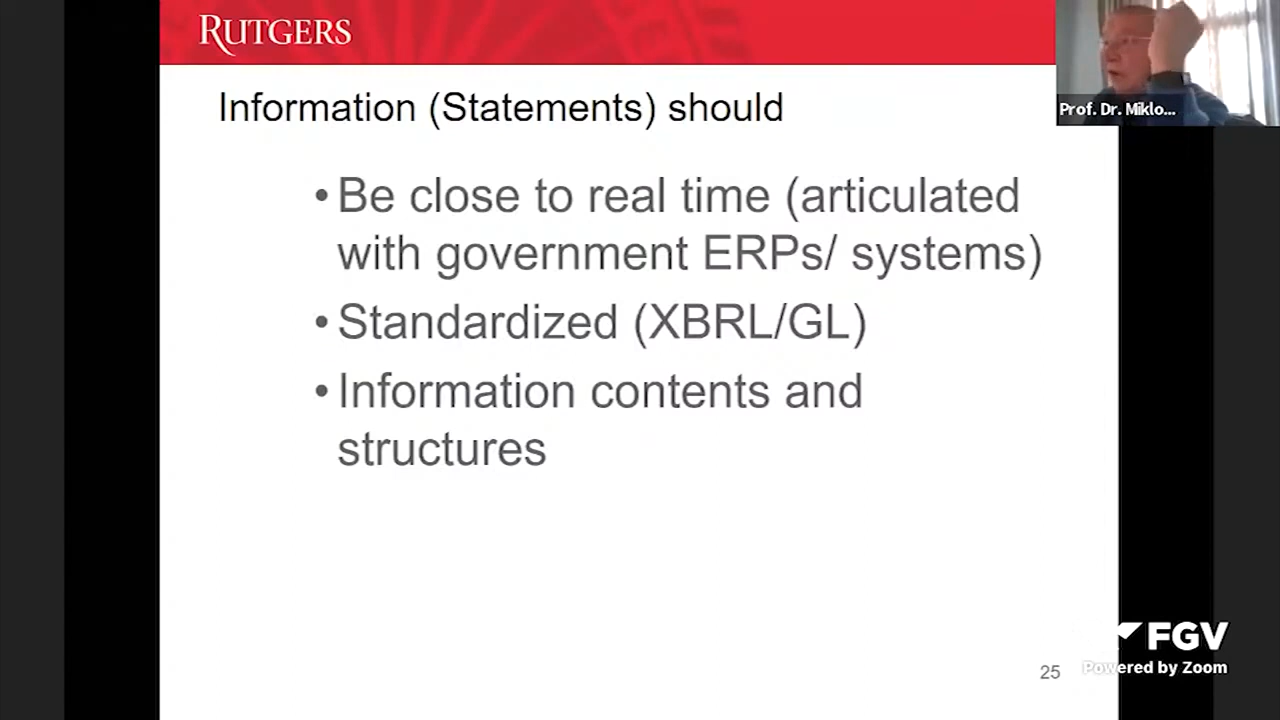 RUTGERS
Prof. Dr. Miklo...
Information (Statements) should
•Be close to real time (articulated
with government ERPs/ systems)
•Standardized (XBRL/GL)
•Information contents and
structures
25
FGV
Powered by Zoom